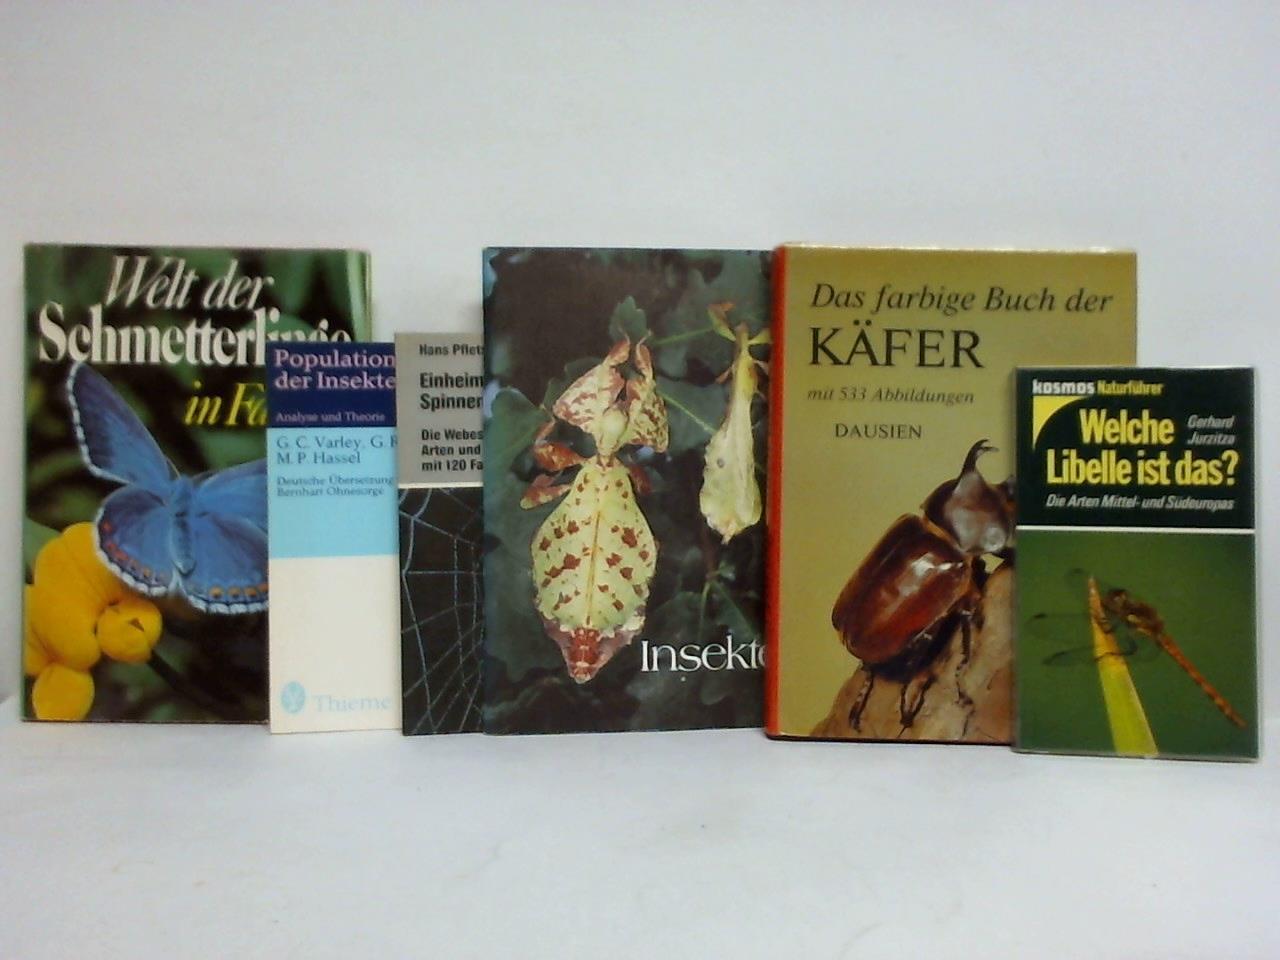 Welt der
Schmetterlinge
in Fa
Population
der Insekte
Analyse und Theorie
G. C. Varley, G. R
M. P. Hassel
Deutsche Übersetzung
Bernhart Ohnesorge
Thieme
Hans Pflets
Einheim
Spinnen
Die Webes
Arten und
mit 120 Fa
Insekte
Das farbige Buch der
KÄFER
mit 533 Abbildungen
DAUSIEN
kosmos Naturführer
Welche
Gerhard
Jurzitza
Libelle ist das?
Die Arten Mittel- und Südeuropas